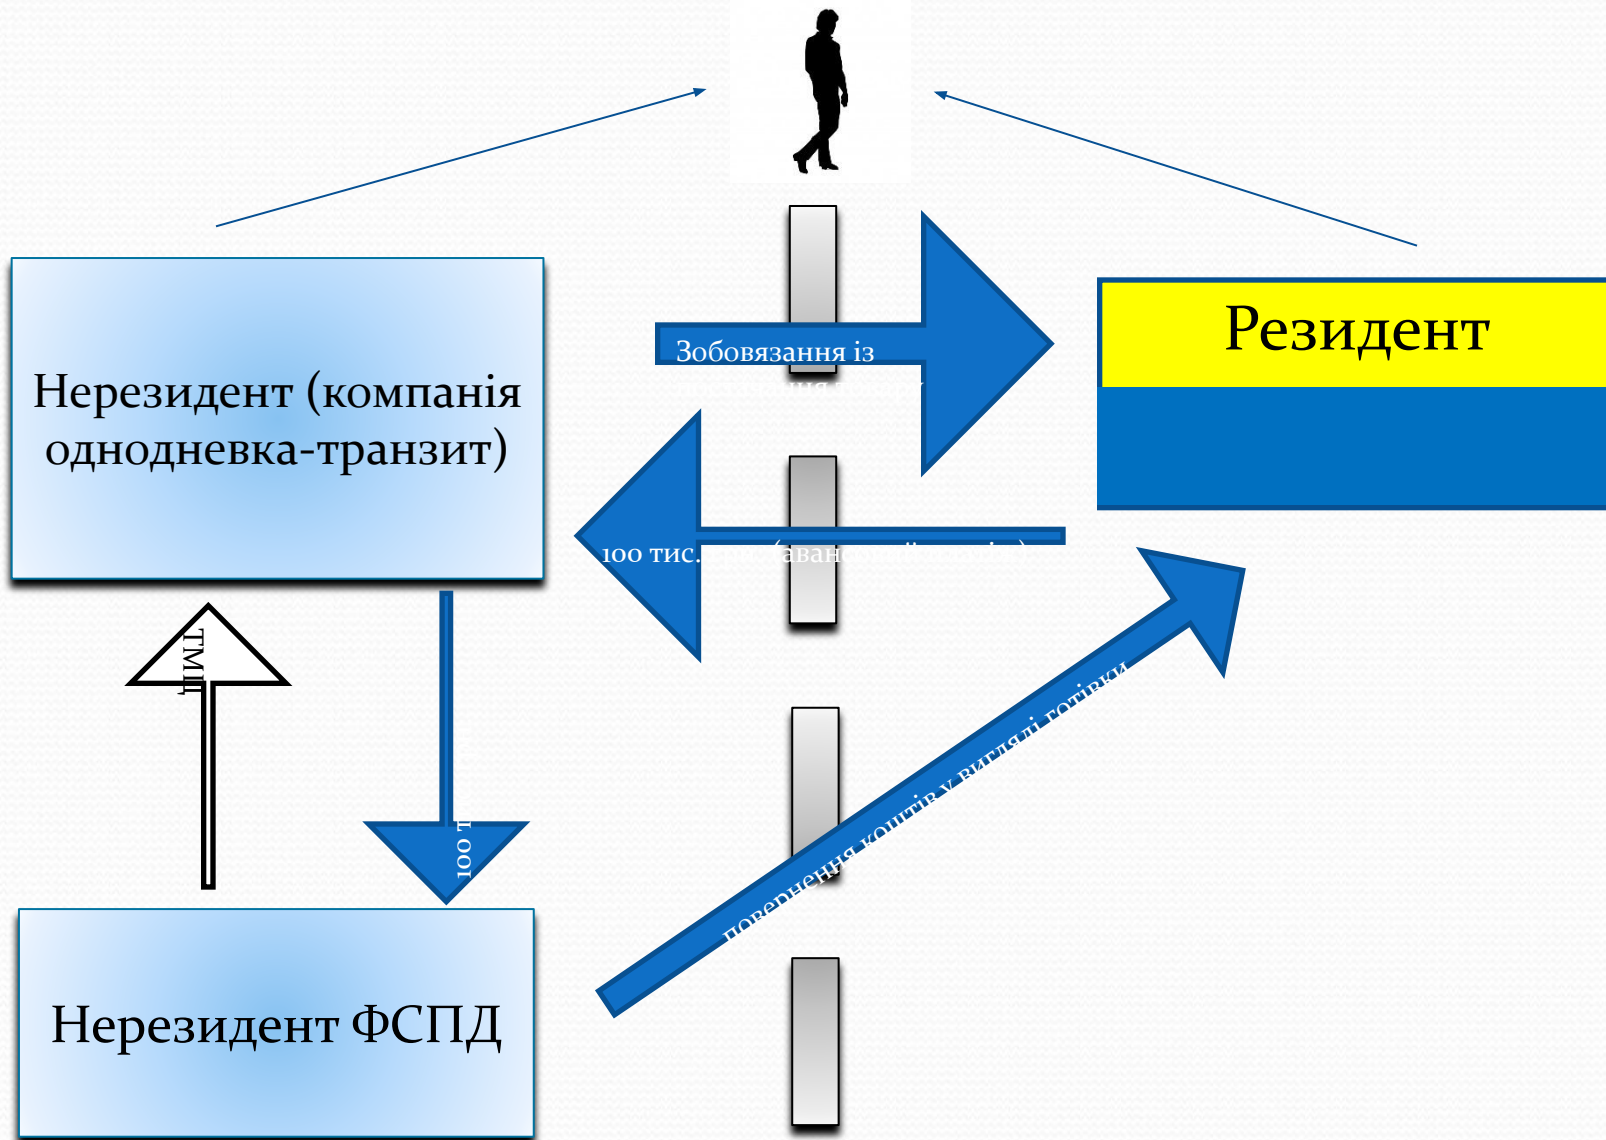 Резидент
Зобовязання із
Нерезидент (компанія
однодневка-транзит)
100 тис.
ТМЦ
100 т
повернення коштів у вигляді готівки
Нерезидент ФСПД